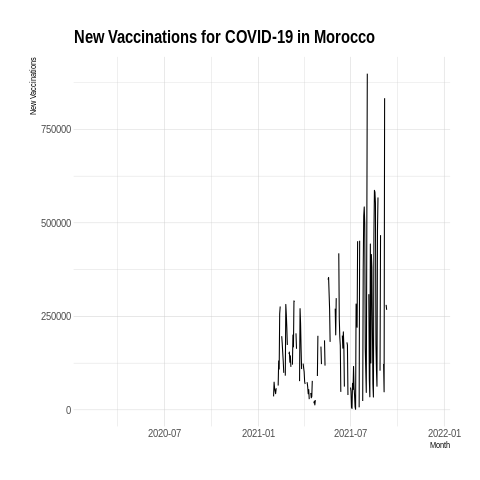 New Vaccinations for COVID-19 in Morocco
New Vaccinations
750000
500000
250000
0
2020-07
2021-01
2021-07
2022-01
Month